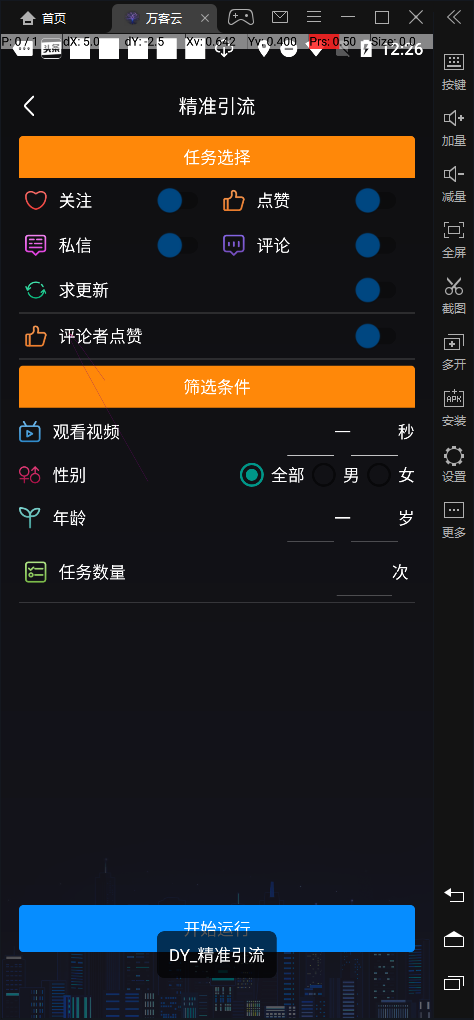 首页
万客云
P: 0 / 1 dX: 5.0 dY: -2.5 Xv: 0.642 Yv: 0.400 Prs: 0.50 Size: 0.0
头条 12:26
精准引流
任务选择
关注 点赞
私信 评论
求更新
评论者点赞
筛选条件
观看视频 一 秒
性别 全部 男 女
年龄 一 岁
任务数量 次
开始运行
DY_精准引流
按键
加量
减量
全屏
截图
多开
APK
安装
设置
更多